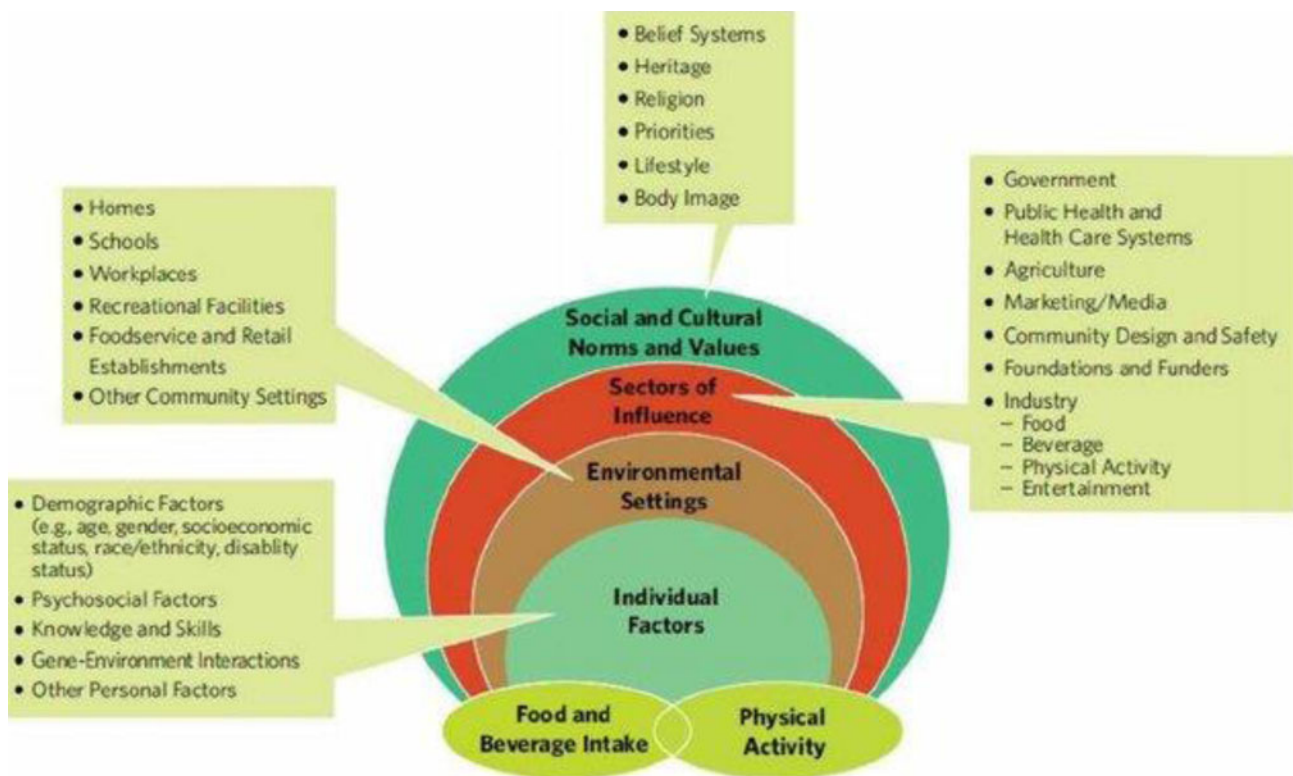 • Belief Systems
• Heritage
• Religion
• Priorities
• Lifestyle
• Body Image
• Homes
• Schools
• Workplaces
• Recreational Facilities
• Foodservice and Retail
Establishments
• Other Community Settings
• Government
• Public Health and
Health Care Systems
• Agriculture
• Marketing/Media
• Community Design and Safety
• Foundations and Funders
• Industry
– Food
– Beverage
– Physical Activity
– Entertainment
• Demographic Factors
(e.g., age, gender, socioeconomic
status, race/ethnicity, disablity
status)
• Psychosocial Factors
• Knowledge and Skills
• Gene-Environment Interactions
• Other Personal Factors
Social and Cultural
Norms and Values
Sectors of
Influence
Environmental
Settings
Individual
Factors
Food and
Beverage Intake
Physical
Activity